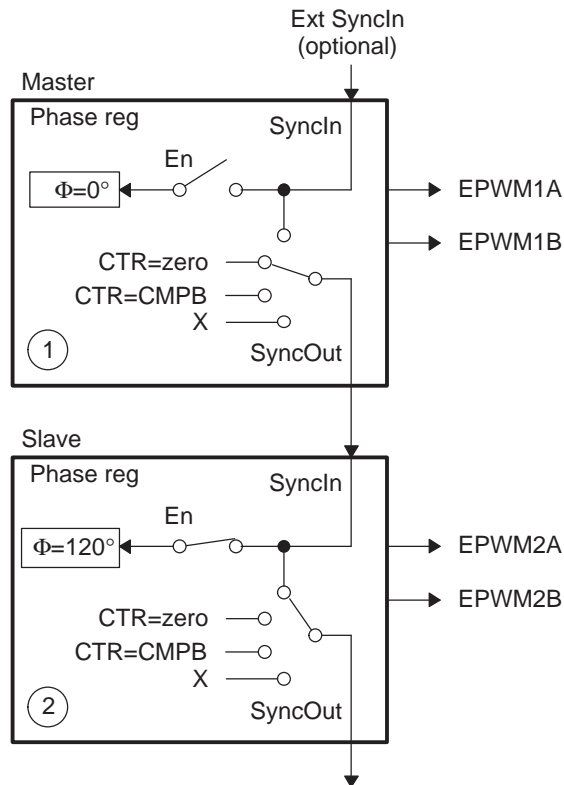 Ext SyncIn
(optional)
Master
Phase reg
SyncIn
En
Φ=0°
EPWM1A
EPWM1B
CTR=zero
CTR=CMPB
X
1
SyncOut
Slave
Phase reg
SyncIn
En
Φ=120°
EPWM2A
EPWM2B
CTR=zero
CTR=CMPB
X
2
SyncOut